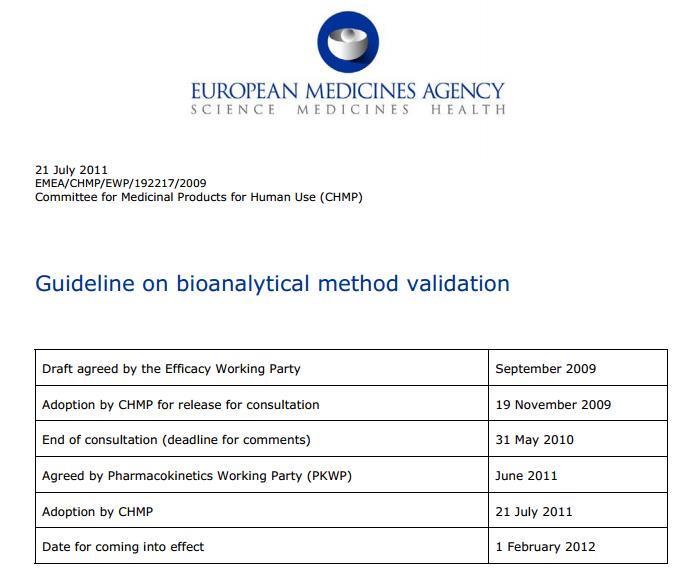 EUROPEAN MEDICINES AGENCY
SCIENCE MEDICINES HEALTH
21 July 2011
EMEA/CHMP/EWP/192217/2009
Committee for Medicinal Products for Human Use (CHMP)
Guideline on bioanalytical method validation
Draft agreed by the Efficacy Working Party September 2009
Adoption by CHMP for release for consultation 19 November 2009
End of consultation (deadline for comments) 31 May 2010
Agreed by Pharmacokinetics Working Party (PKWP) June 2011
Adoption by CHMP 21 July 2011
Date for coming into effect 1 February 2012